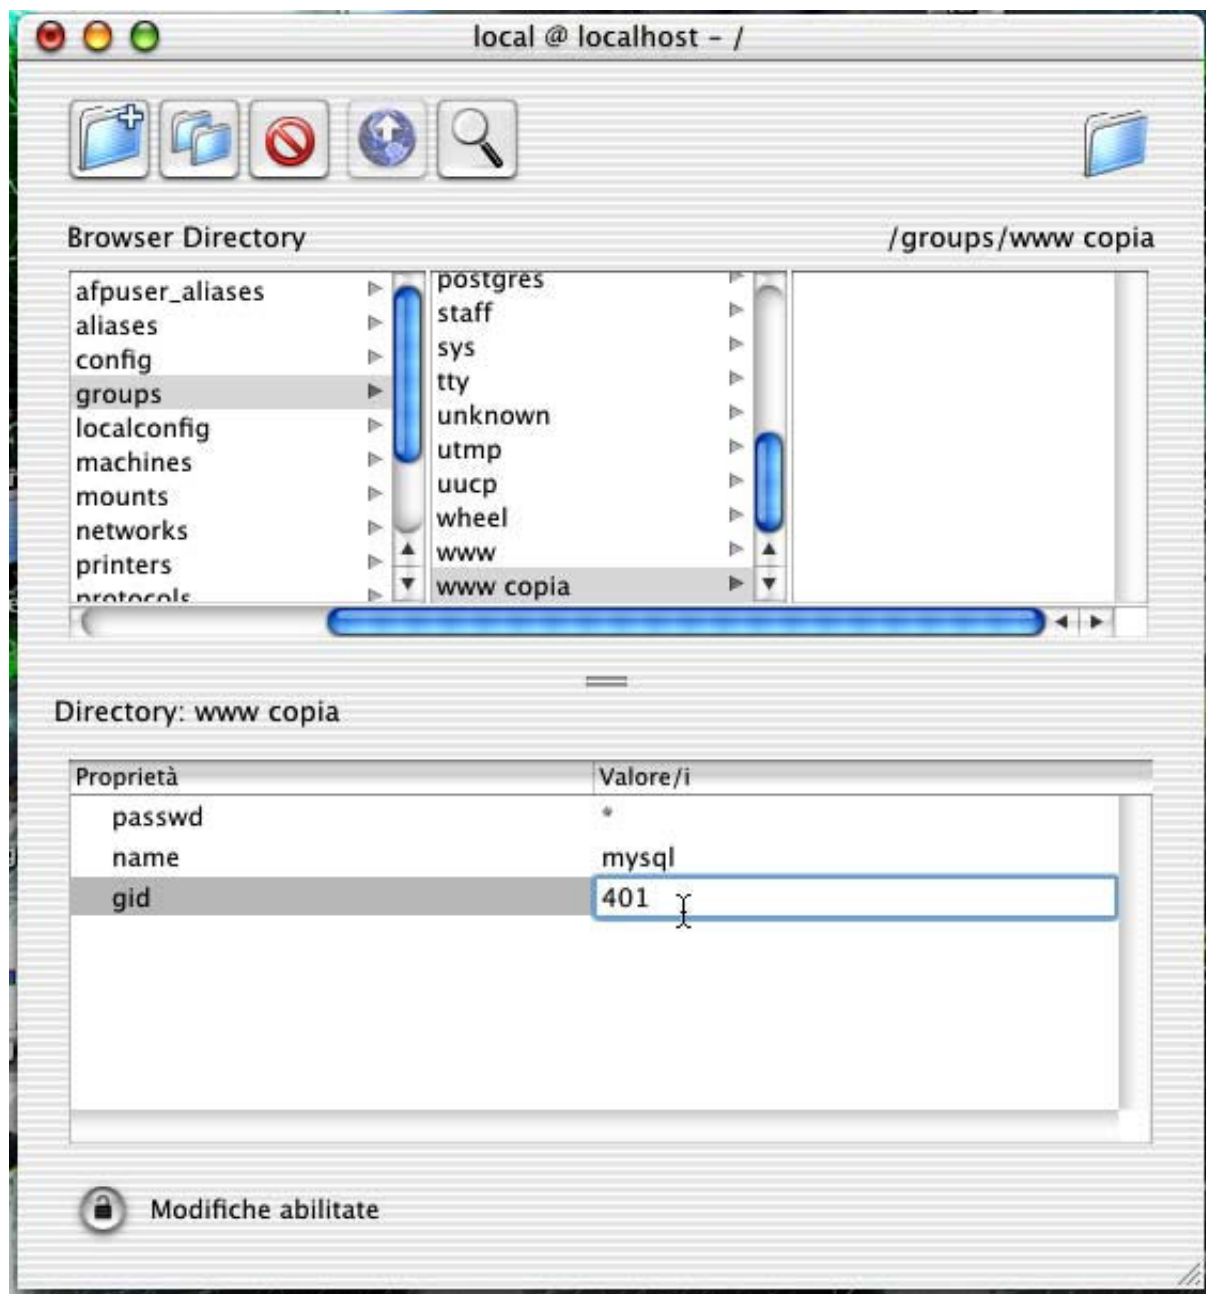 local @ localhost – /
Browser Directory
/groups/www copia
afpuser_aliases
aliases
config
groups
localconfig
machines
mounts
networks
printers
protocols
postgres
staff
sys
tty
unknown
utmp
uucp
wheel
www
www copia
Directory: www copia
Proprietà Valore/i
passwd *
name mysql
gid 401
Modifiche abilitate